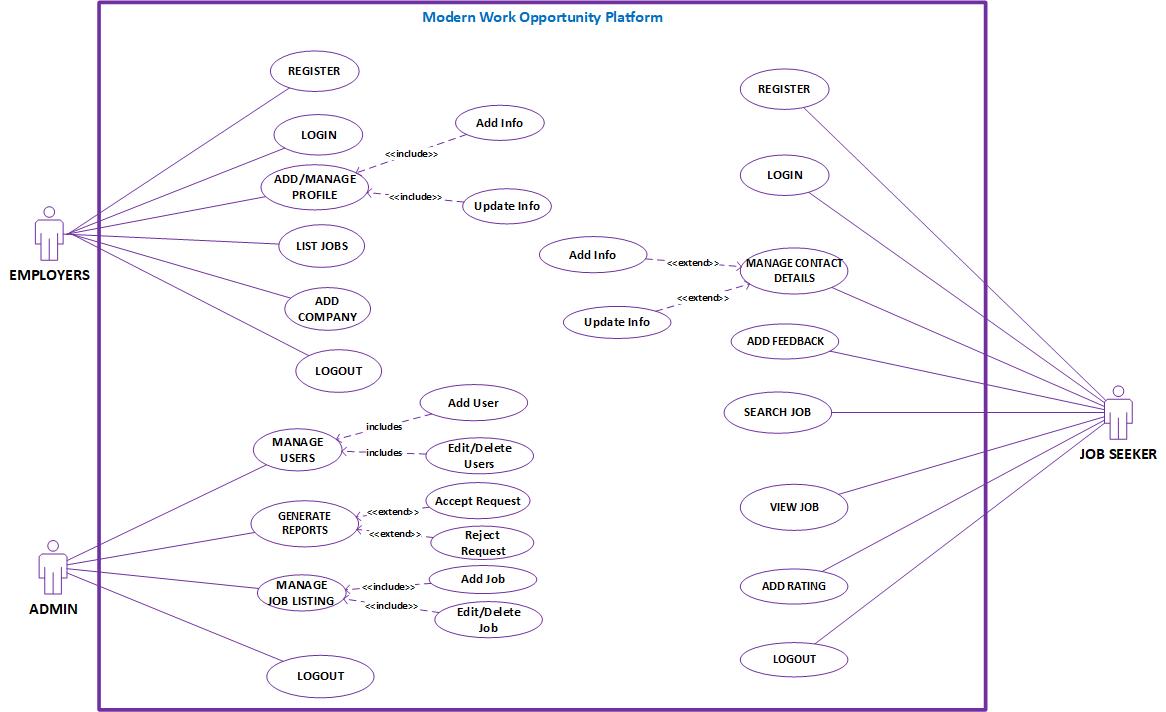 Modern Work Opportunity Platform
REGISTER
LOGIN
ADD/MANAGE
PROFILE
LIST JOBS
ADD
COMPANY
LOGOUT
EMPLOYERS
Add Info
<<include>>
<<include>>
Update Info
MANAGE
USERS
Add User
includes
includes
Edit/Delete
Users
GENERATE
REPORTS
Accept Request
<<extend>>
<<extend>>
Reject
Request
MANAGE
JOB LISTING
Add Job
<<include>>
<<include>>
Edit/Delete
Job
LOGOUT
ADMIN
REGISTER
LOGIN
Add Info
<<extend>>
MANAGE CONTACT
DETAILS
<<extend>>
Update Info
ADD FEEDBACK
SEARCH JOB
VIEW JOB
ADD RATING
LOGOUT
JOB SEEKER